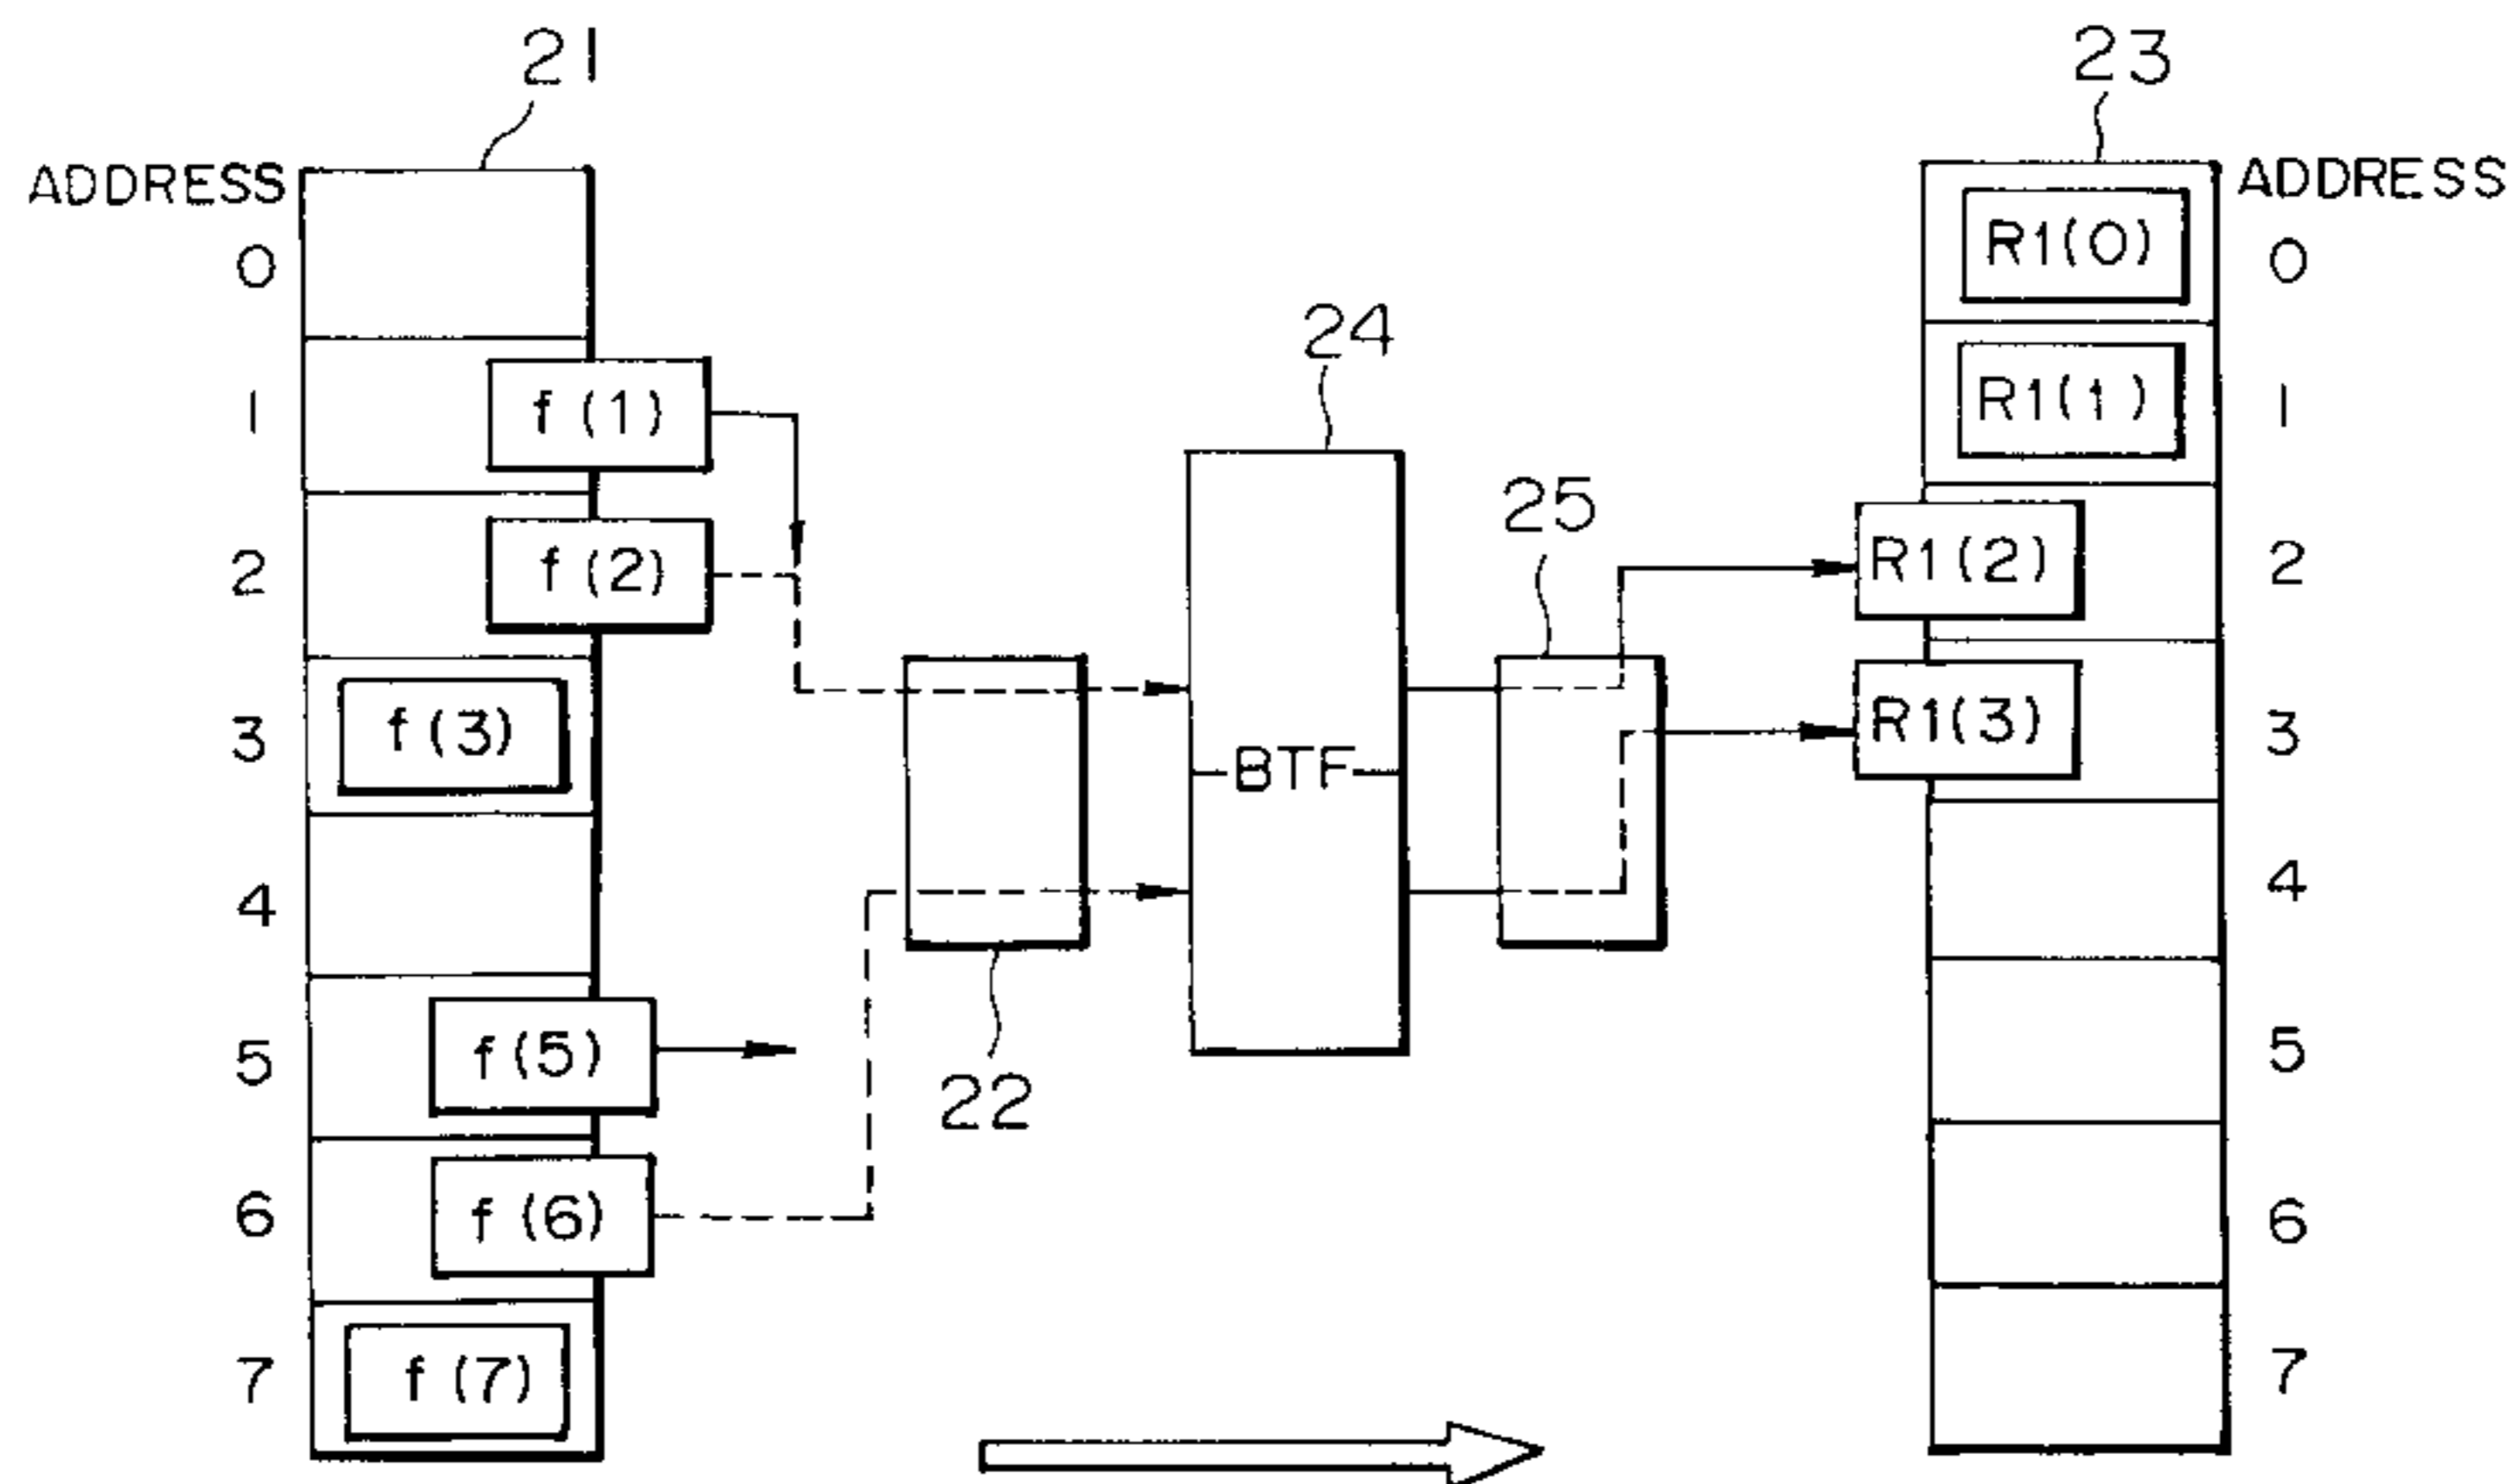 21
23
ADDRESS
ADDRESS
0
R1(0)
0
24
1
f(1)
R1(1)
1
25
2
f(2)
R1(2)
2
3
f(3)
BTF
R1(3)
3
4
4
5
f(5)
22
5
6
f(6)
6
7
f(7)
7